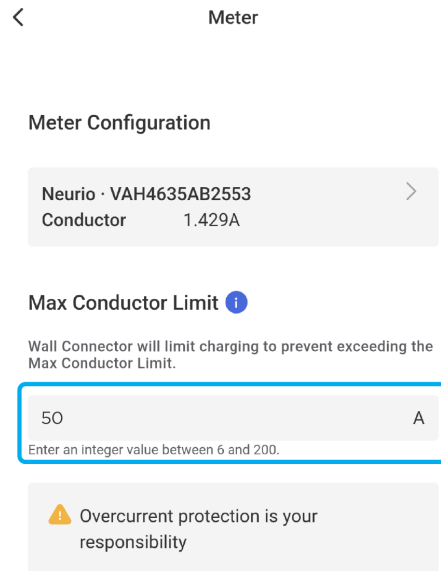 Meter
Meter Configuration
Neurio · VAH4635AB2553
Conductor 1.429A
Max Conductor Limit
Wall Connector will limit charging to prevent exceeding the
Max Conductor Limit.
50 A
Enter an integer value between 6 and 200.
Overcurrent protection is your
responsibility